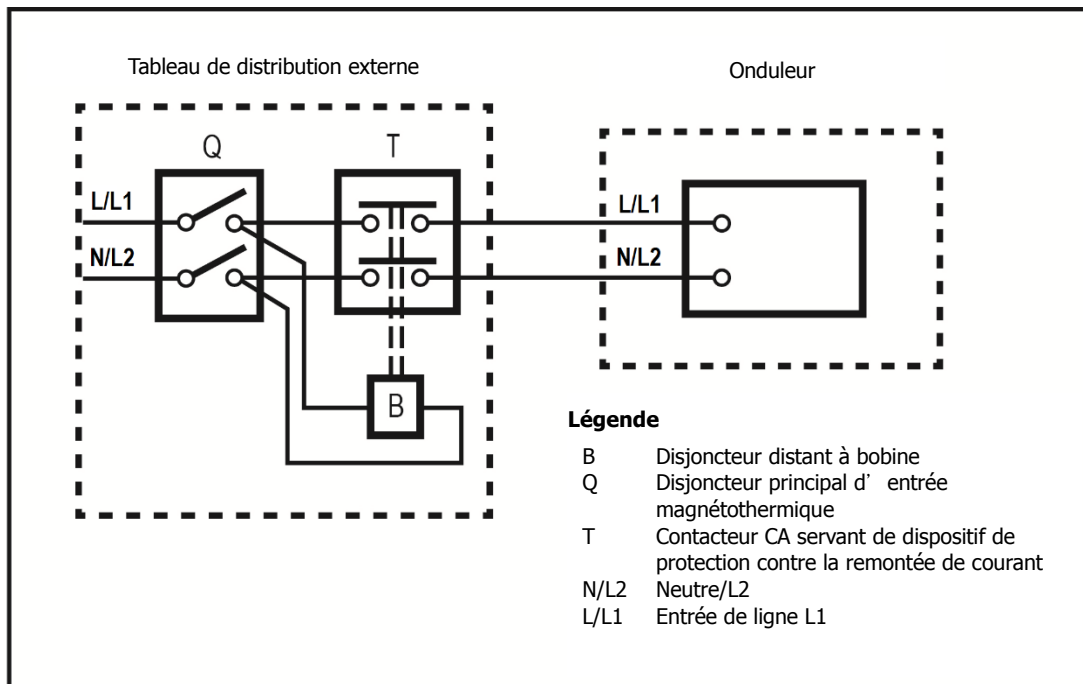 Tableau de distribution externe
Onduleur
Q
T
L/L1
N/L2
L/L1
N/L2
B
Légende
B Disjoncteur distant à bobine
Q Disjoncteur principal d’ entrée
magnétothermique
T Contacteur CA servant de dispositif de
protection contre la remontée de courant
N/L2 Neutre/L2
L/L1 Entrée de ligne L1